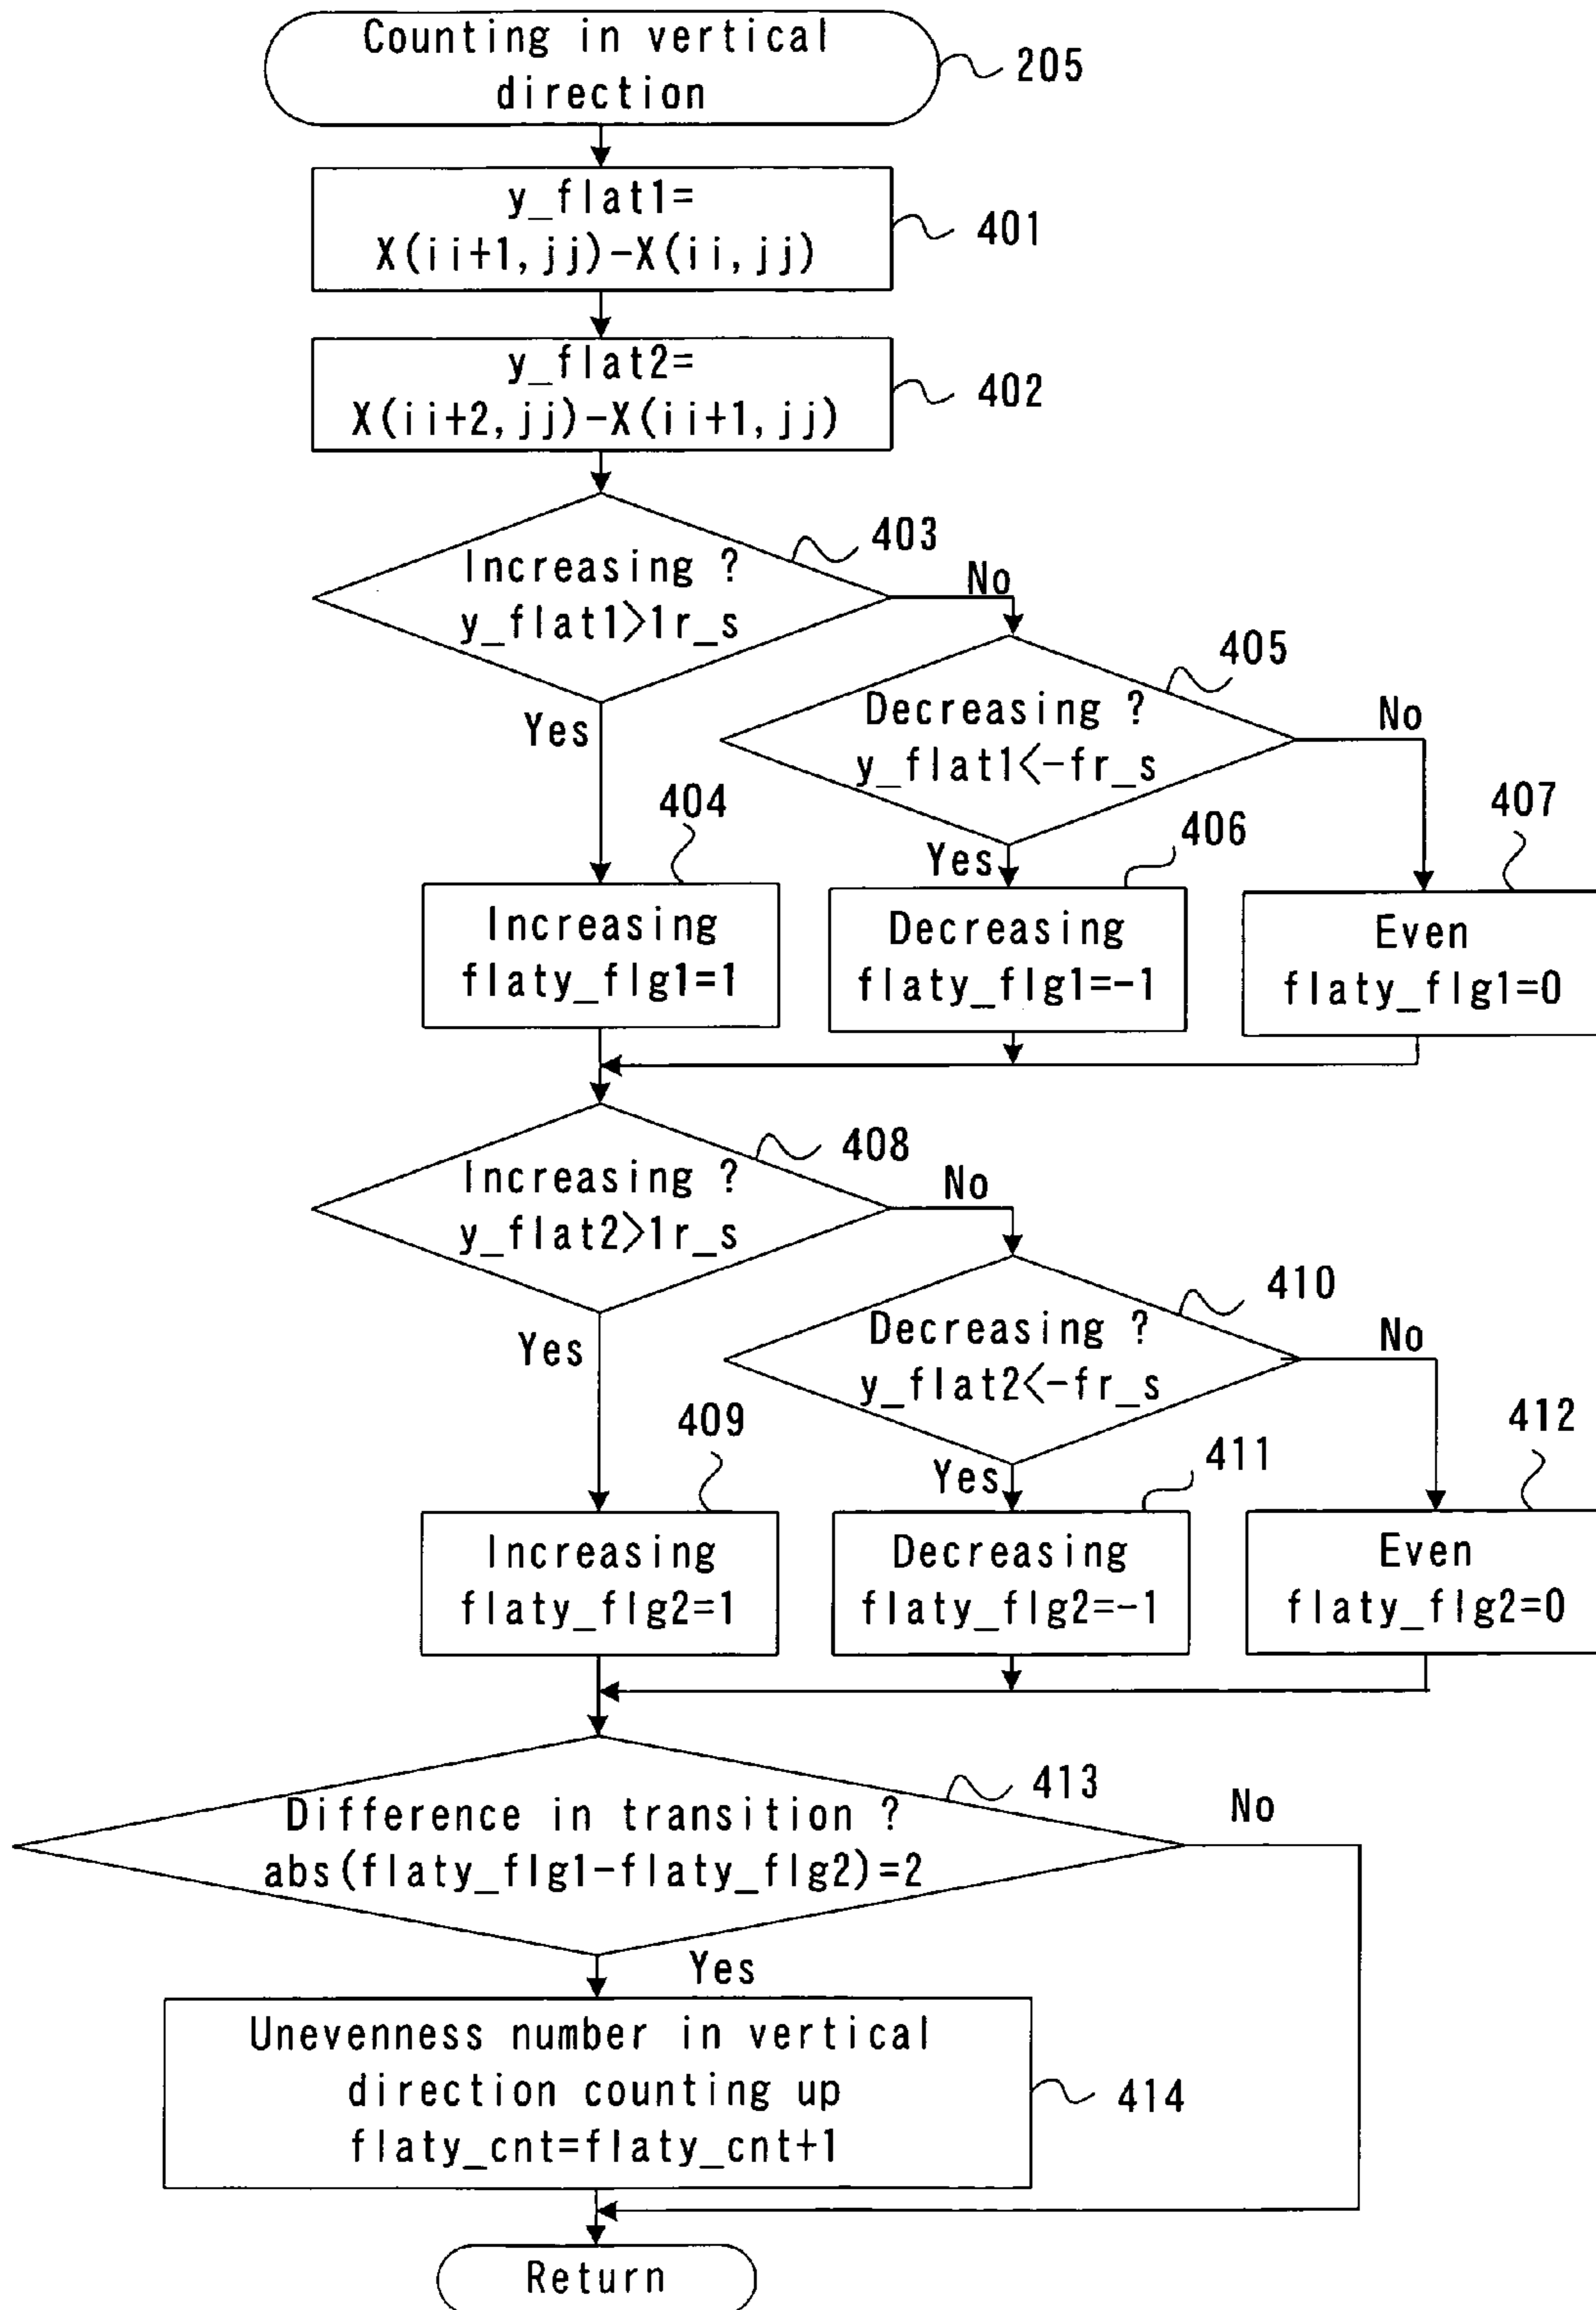 Counting in vertical
direction
205
y_flat1=
X(ii+1,jj)-X(ii,jj)
401
y_flat2=
X(ii+2,jj)-X(ii+1,jj)
402
403
Increasing ?
y_flat1>1r_s
No
Yes
405
Decreasing ?
y_flat1<-fr_s
No
Yes
404
406
407
Increasing
flaty_flg1=1
Decreasing
flaty_flg1=-1
Even
flaty_flg1=0
408
Increasing ?
y_flat2>1r_s
No
Yes
410
Decreasing ?
y_flat2<-fr_s
No
Yes
409
411
412
Increasing
flaty_flg2=1
Decreasing
flaty_flg2=-1
Even
flaty_flg2=0
413
Difference in transition ?
abs(flaty_flg1-flaty_flg2)=2
No
Yes
Unevenness number in vertical
direction counting up
flaty_cnt=flaty_cnt+1
414
Return